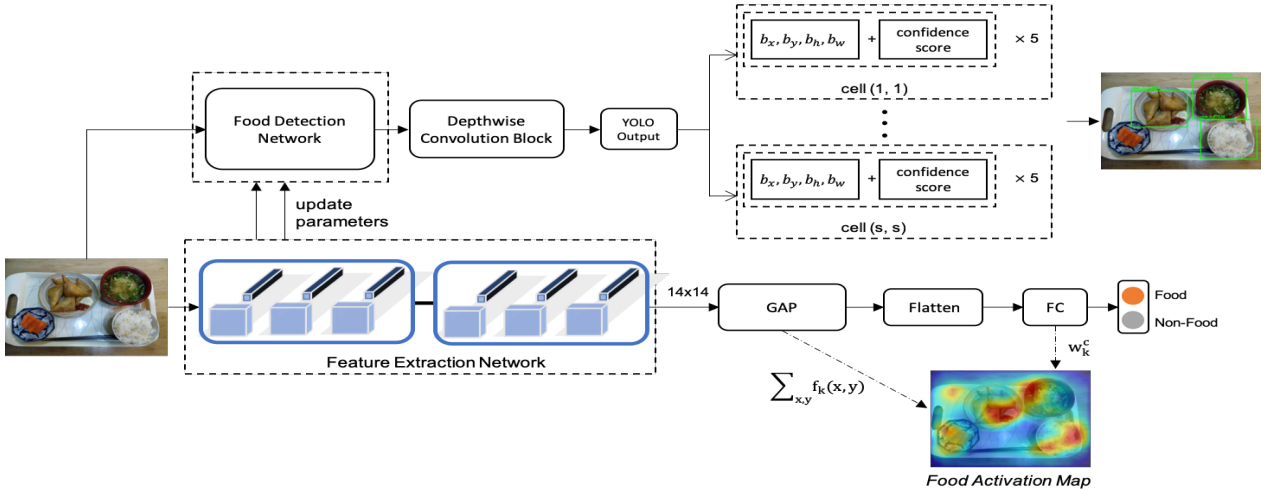 b_x, b_y, b_h, b_w + confidence score × 5
cell (1, 1)
Food Detection Network
Depthwise Convolution Block
YOLO Output
b_x, b_y, b_h, b_w + confidence score × 5
cell (s, s)
update parameters
Feature Extraction Network
14x14
GAP
Flatten
FC
Food
Non-Food
w_k^c
∑_{x,y} f_k(x, y)
Food Activation Map